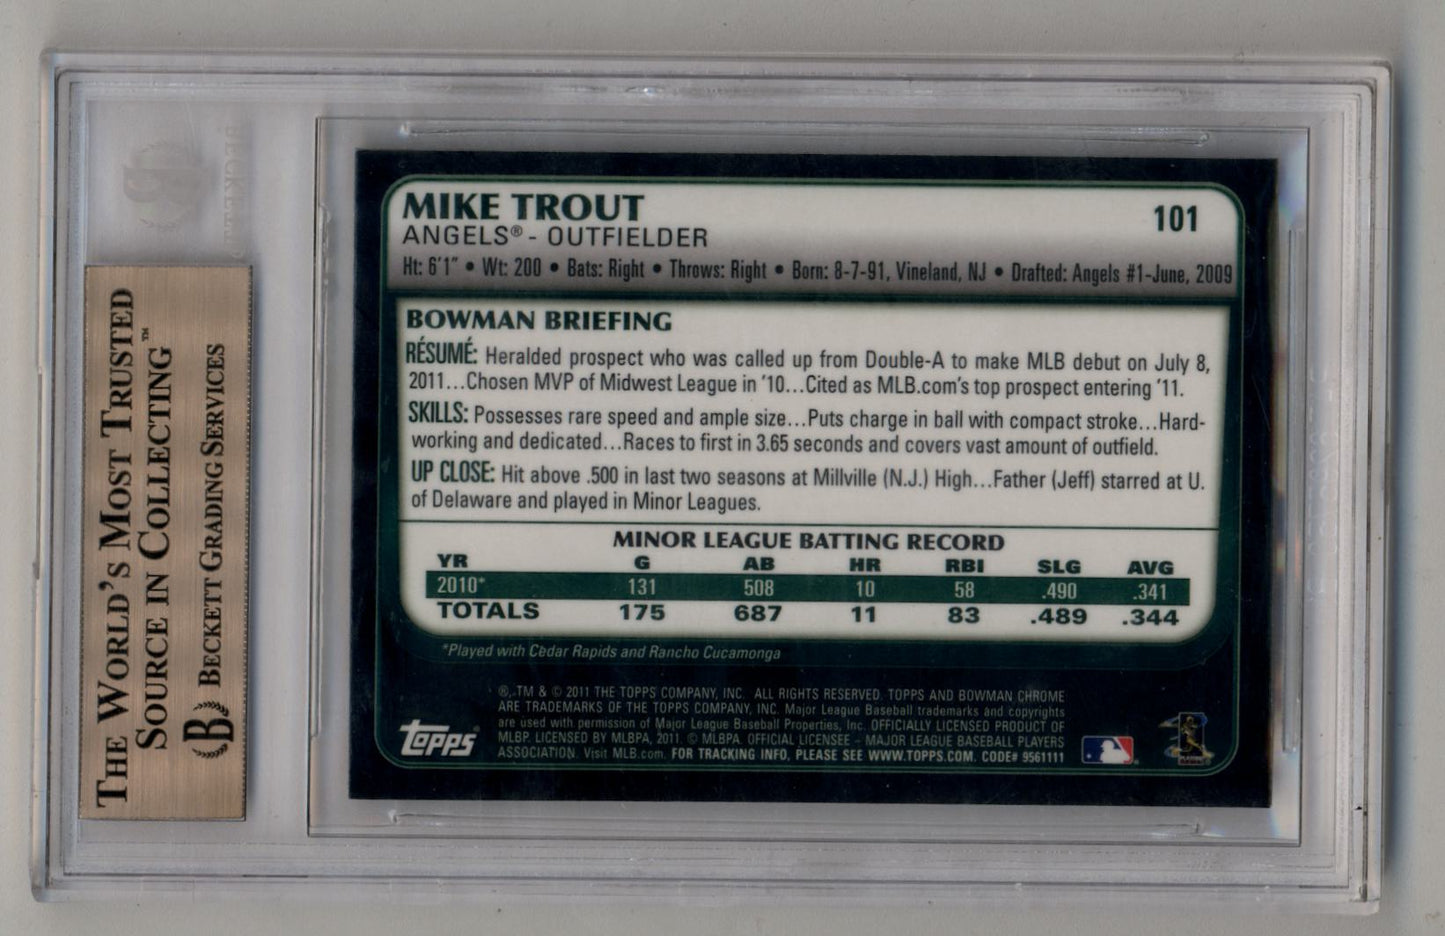 THE WORLD'S MOST TRUSTED
SOURCE IN COLLECTING™
BECKETT GRADING SERVICES
B
MIKE TROUT
101
ANGELS® - OUTFIELDER
Ht: 6'1" • Wt: 200 • Bats: Right • Throws: Right • Born: 8-7-91, Vineland, NJ • Drafted: Angels #1-June, 2009
BOWMAN BRIEFING
RÉSUMÉ: Heralded prospect who was called up from Double-A to make MLB debut on July 8,
2011...Chosen MVP of Midwest League in '10...Cited as MLB.com's top prospect entering '11.
SKILLS: Possesses rare speed and ample size...Puts charge in ball with compact stroke...Hard-
working and dedicated...Races to first in 3.65 seconds and covers vast amount of outfield.
UP CLOSE: Hit above .500 in last two seasons at Millville (N.J.) High...Father (Jeff) starred at U.
of Delaware and played in Minor Leagues.
MINOR LEAGUE BATTING RECORD
YR G AB HR RBI SLG AVG
2010* 131 508 10 58 .490 .341
TOTALS 175 687 11 83 .489 .344
*Played with Cedar Rapids and Rancho Cucamonga
®, TM & © 2011 THE TOPPS COMPANY, INC. ALL RIGHTS RESERVED. TOPPS AND BOWMAN CHROME
ARE TRADEMARKS OF THE TOPPS COMPANY, INC. Major League Baseball trademarks and copyrights
are used with permission of Major League Baseball Properties, Inc. OFFICIALLY LICENSED PRODUCT OF
MLBP. LICENSED BY MLBPA, 2011. © MLBPA. OFFICIAL LICENSEE – MAJOR LEAGUE BASEBALL PLAYERS
ASSOCIATION. Visit MLB.com. FOR TRACKING INFO, PLEASE SEE WWW.TOPPS.COM. CODE# 9561111
Topps